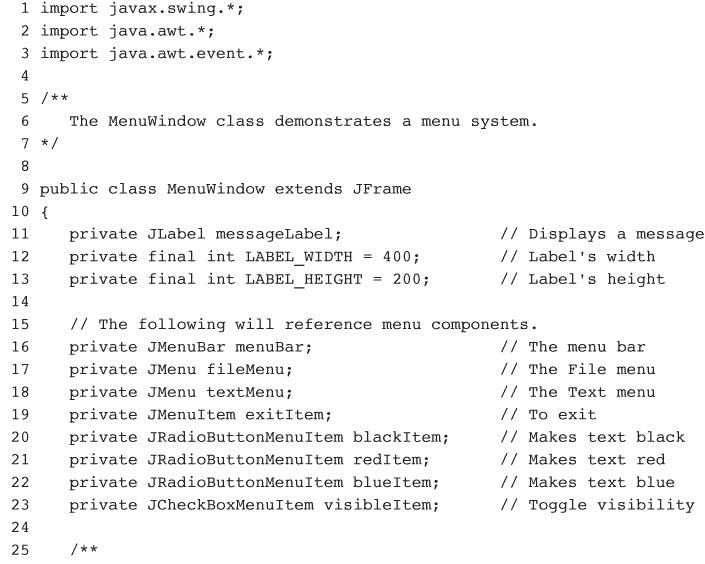 1 import javax.swing.*;
2 import java.awt.*;
3 import java.awt.event.*;
4
5 /**
6    The MenuWindow class demonstrates a menu system.
7 */
8
9 public class MenuWindow extends JFrame
10 {
11    private JLabel messageLabel;                // Displays a message
12    private final int LABEL_WIDTH = 400;        // Label's width
13    private final int LABEL_HEIGHT = 200;       // Label's height
14
15    // The following will reference menu components.
16    private JMenuBar menuBar;                   // The menu bar
17    private JMenu fileMenu;                     // The File menu
18    private JMenu textMenu;                     // The Text menu
19    private JMenuItem exitItem;                 // To exit
20    private JRadioButtonMenuItem blackItem;     // Makes text black
21    private JRadioButtonMenuItem redItem;       // Makes text red
22    private JRadioButtonMenuItem blueItem;      // Makes text blue
23    private JCheckBoxMenuItem visibleItem;      // Toggle visibility
24
25    /**